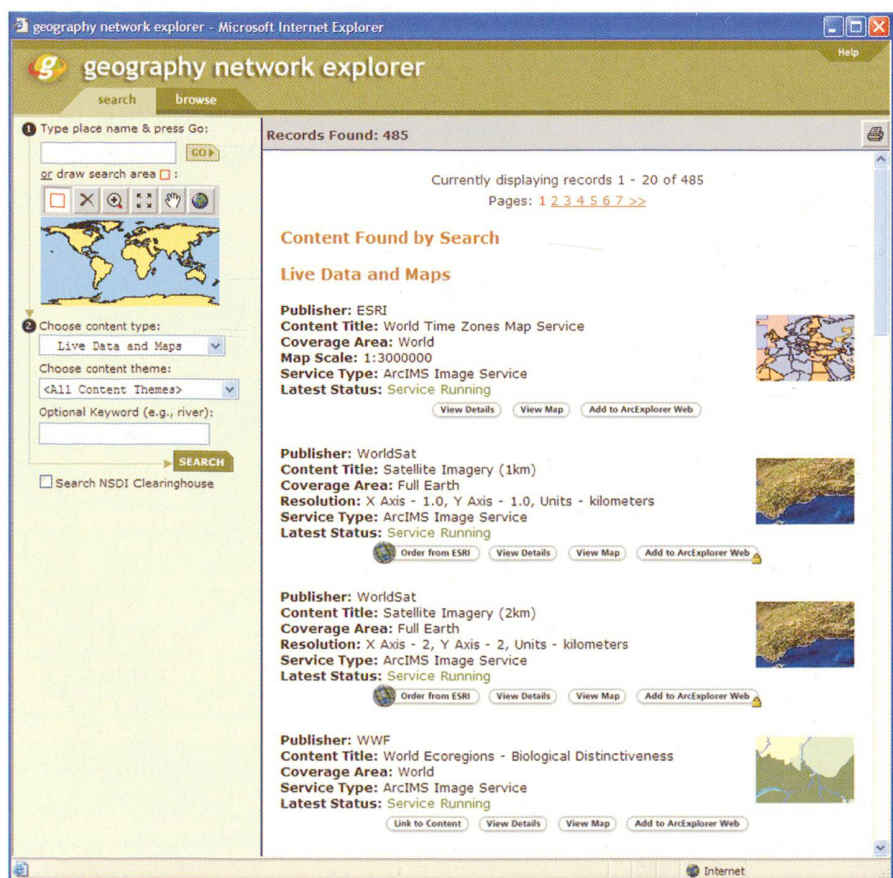 geography network explorer - Microsoft Internet Explorer
Help
g geography network explorer
search browse
1 Type place name & press Go:
GO
or draw search area :
2 Choose content type:
Live Data and Maps
Choose content theme:
<All Content Themes>
Optional Keyword (e.g., river):
SEARCH
Search NSDI Clearinghouse
Records Found: 485
Currently displaying records 1 - 20 of 485
Pages: 1 2 3 4 5 6 7 >>
Content Found by Search
Live Data and Maps
Publisher: ESRI
Content Title: World Time Zones Map Service
Coverage Area: World
Map Scale: 1:3000000
Service Type: ArcIMS Image Service
Latest Status: Service Running
View Details View Map Add to ArcExplorer Web
Publisher: WorldSat
Content Title: Satellite Imagery (1km)
Coverage Area: Full Earth
Resolution: X Axis - 1.0, Y Axis - 1.0, Units - kilometers
Service Type: ArcIMS Image Service
Latest Status: Service Running
Order from ESRI View Details View Map Add to ArcExplorer Web
Publisher: WorldSat
Content Title: Satellite Imagery (2km)
Coverage Area: Full Earth
Resolution: X Axis - 2, Y Axis - 2, Units - kilometers
Service Type: ArcIMS Image Service
Latest Status: Service Running
Order from ESRI View Details View Map Add to ArcExplorer Web
Publisher: WWF
Content Title: World Ecoregions - Biological Distinctiveness
Coverage Area: World
Service Type: ArcIMS Image Service
Latest Status: Service Running
Link to Content View Details View Map Add to ArcExplorer Web
Internet